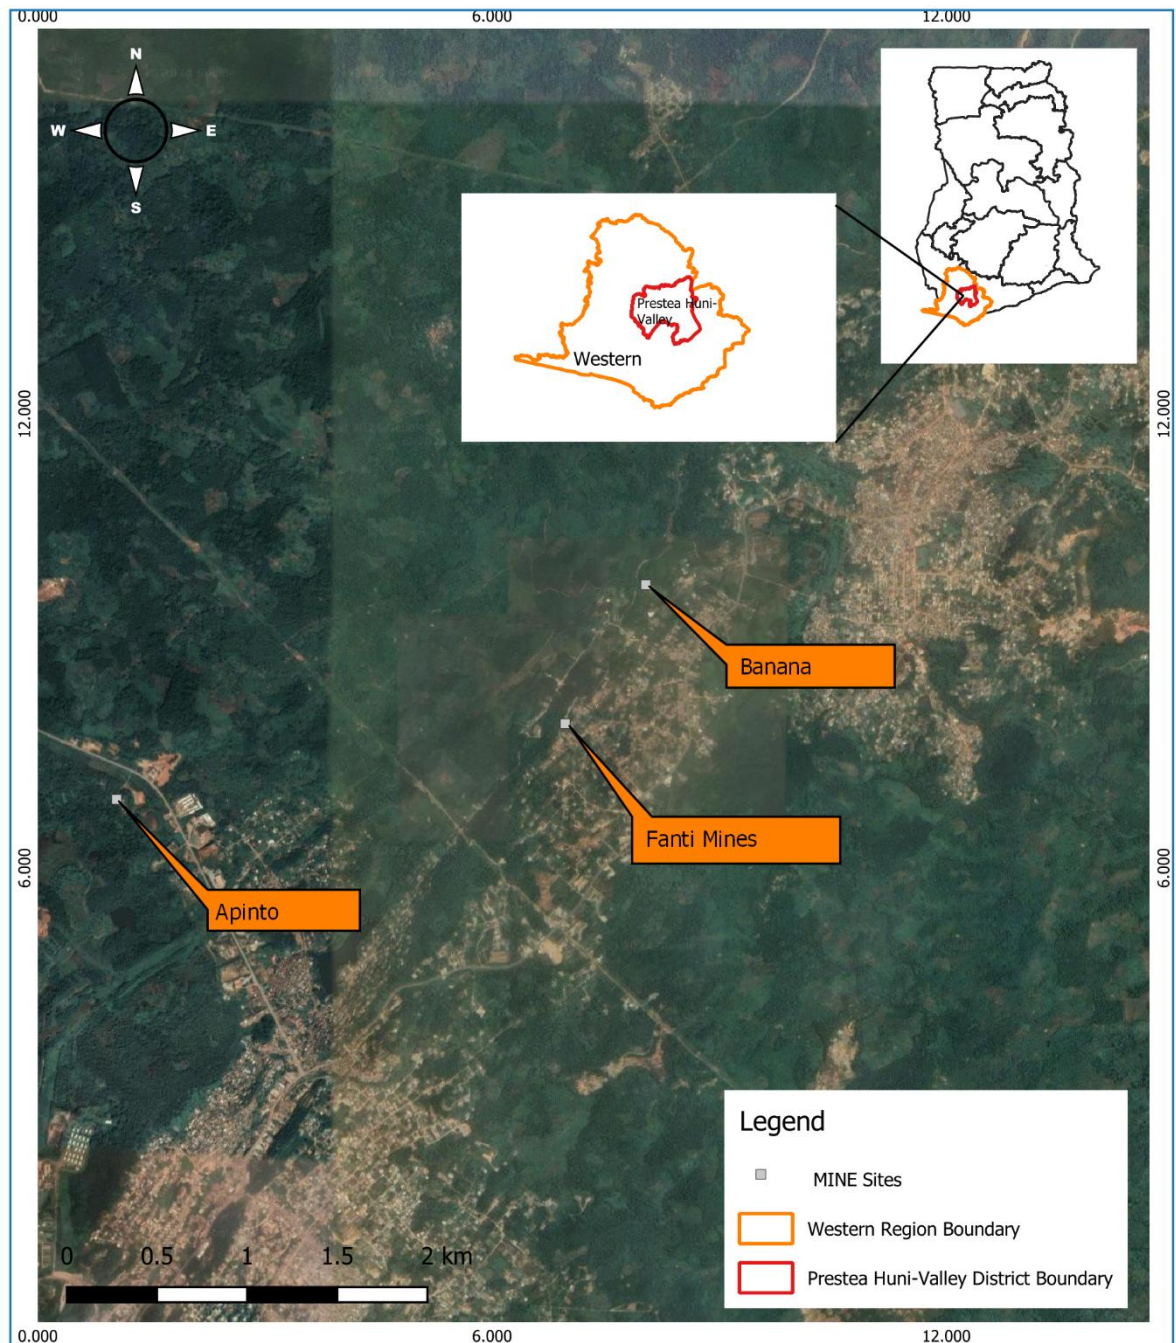 0.000 6.000 12.000
N
W E
S
Prestea Huni-
Valley
Western
12.000 12.000
Banana
Fanti Mines
6.000 6.000
Apinto
Legend
MINE Sites
Western Region Boundary
Prestea Huni-Valley District Boundary
0 0.5 1 1.5 2 km
0.000 6.000 12.000